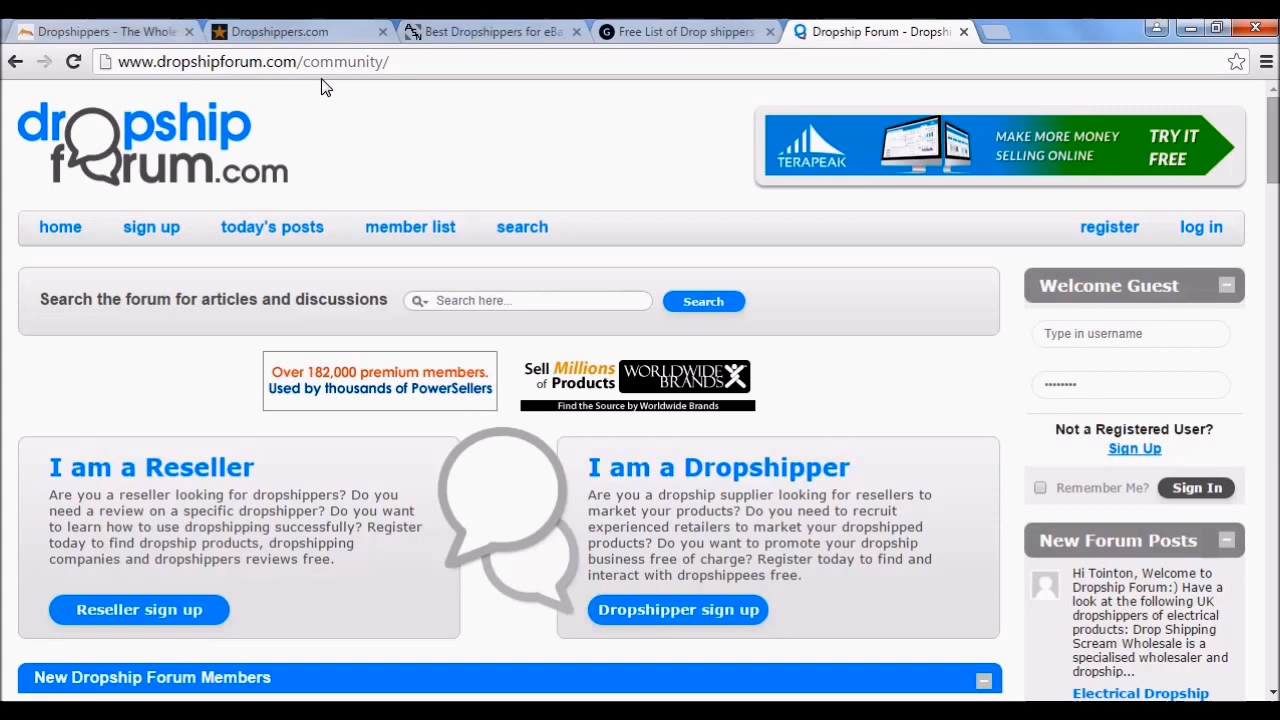 Dropshippers - The Whole
Dropshippers.com
Best Dropshippers for eBa
Free List of Drop shippers
Dropship Forum - Dropshi
www.dropshipforum.com/community/
dropship
forum.com
TERAPEAK
MAKE MORE MONEY
SELLING ONLINE
TRY IT
FREE
home
sign up
today's posts
member list
search
register
log in
Search the forum for articles and discussions
Search here...
Search
Over 182,000 premium members.
Used by thousands of PowerSellers
Sell Millions
of Products
WORLDWIDE
BRANDS
Find the Source by Worldwide Brands
I am a Reseller
Are you a reseller looking for dropshippers? Do you
need a review on a specific dropshipper? Do you want
to learn how to use dropshipping successfully? Register
today to find dropship products, dropshipping
companies and dropshippers reviews free.
Reseller sign up
I am a Dropshipper
Are you a dropship supplier looking for resellers to
market your products? Do you need to recruit
experienced retailers to market your dropshipped
products? Do you want to promote your dropship
business free of charge? Register today to find and
interact with dropshippees free.
Dropshipper sign up
New Dropship Forum Members
Welcome Guest
Type in username
••••••••
Not a Registered User?
Sign Up
Remember Me?
Sign In
New Forum Posts
Hi Tointon, Welcome to
Dropship Forum:) Have a
look at the following UK
dropshippers of electrical
products: Drop Shipping
Scream Wholesale is a
specialised wholesaler and
dropship...
Electrical Dropship